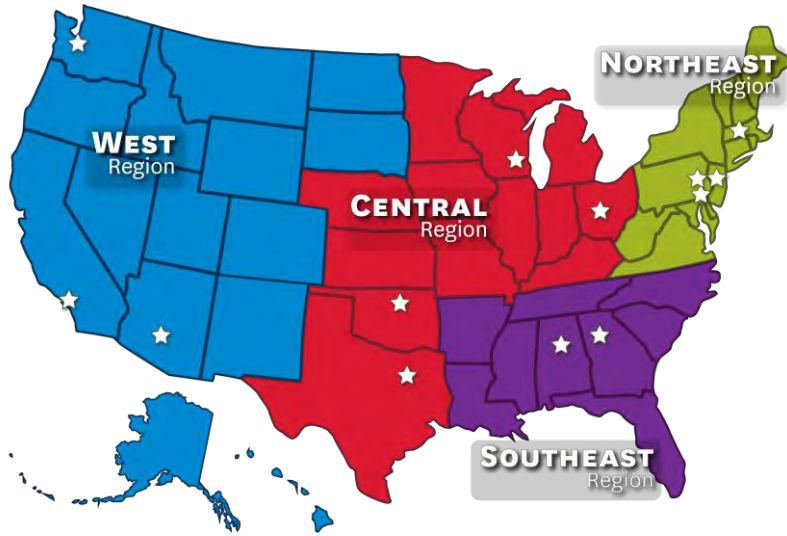 NORTHEAST
Region
WEST
Region
CENTRAL
Region
SOUTHEAST
Region